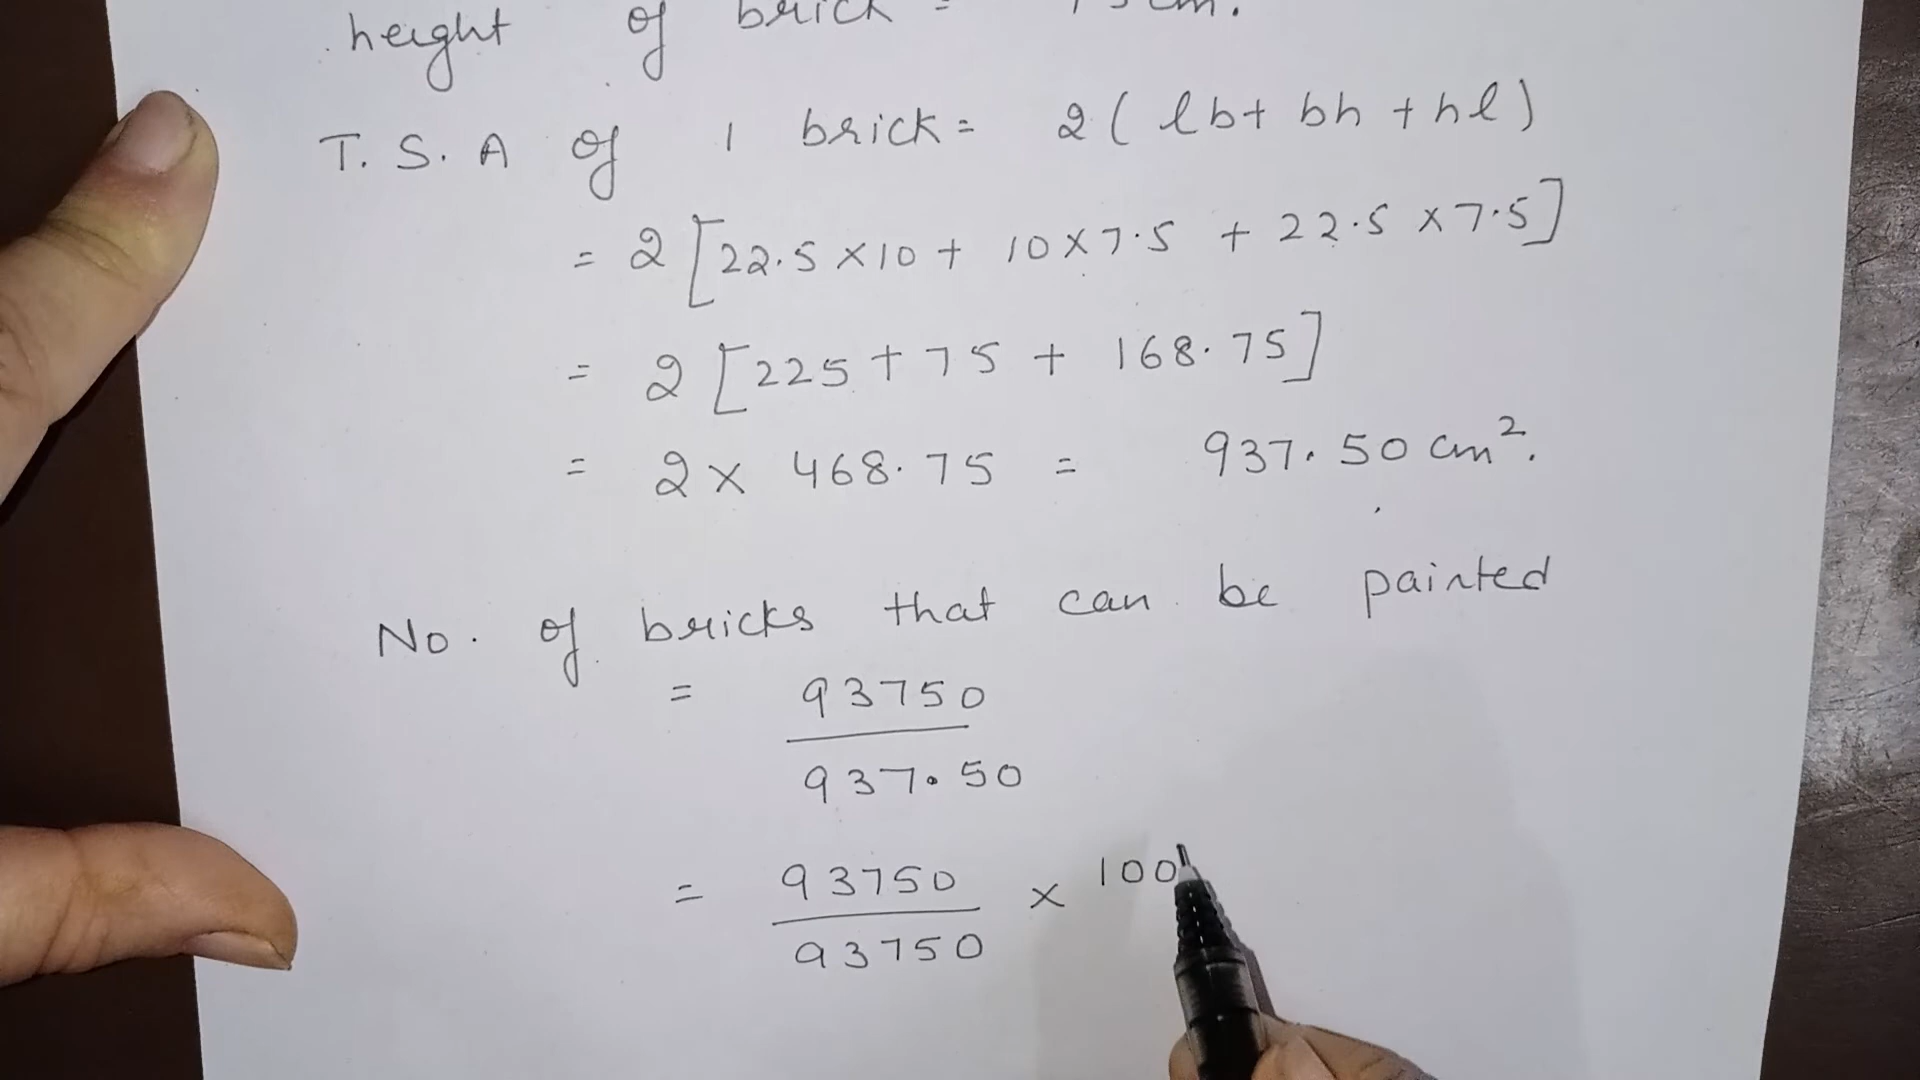 height of brick = cm.
T. S. A of 1 brick = 2 ( lb + bh + hl )
= 2 [ 22.5 × 10 + 10 × 7.5 + 22.5 × 7.5 ]
= 2 [ 225 + 75 + 168.75 ]
= 2 × 468.75 = 937.50 cm².
No. of bricks that can be painted
= 93750 / 937.50
= 93750 / 93750 × 100